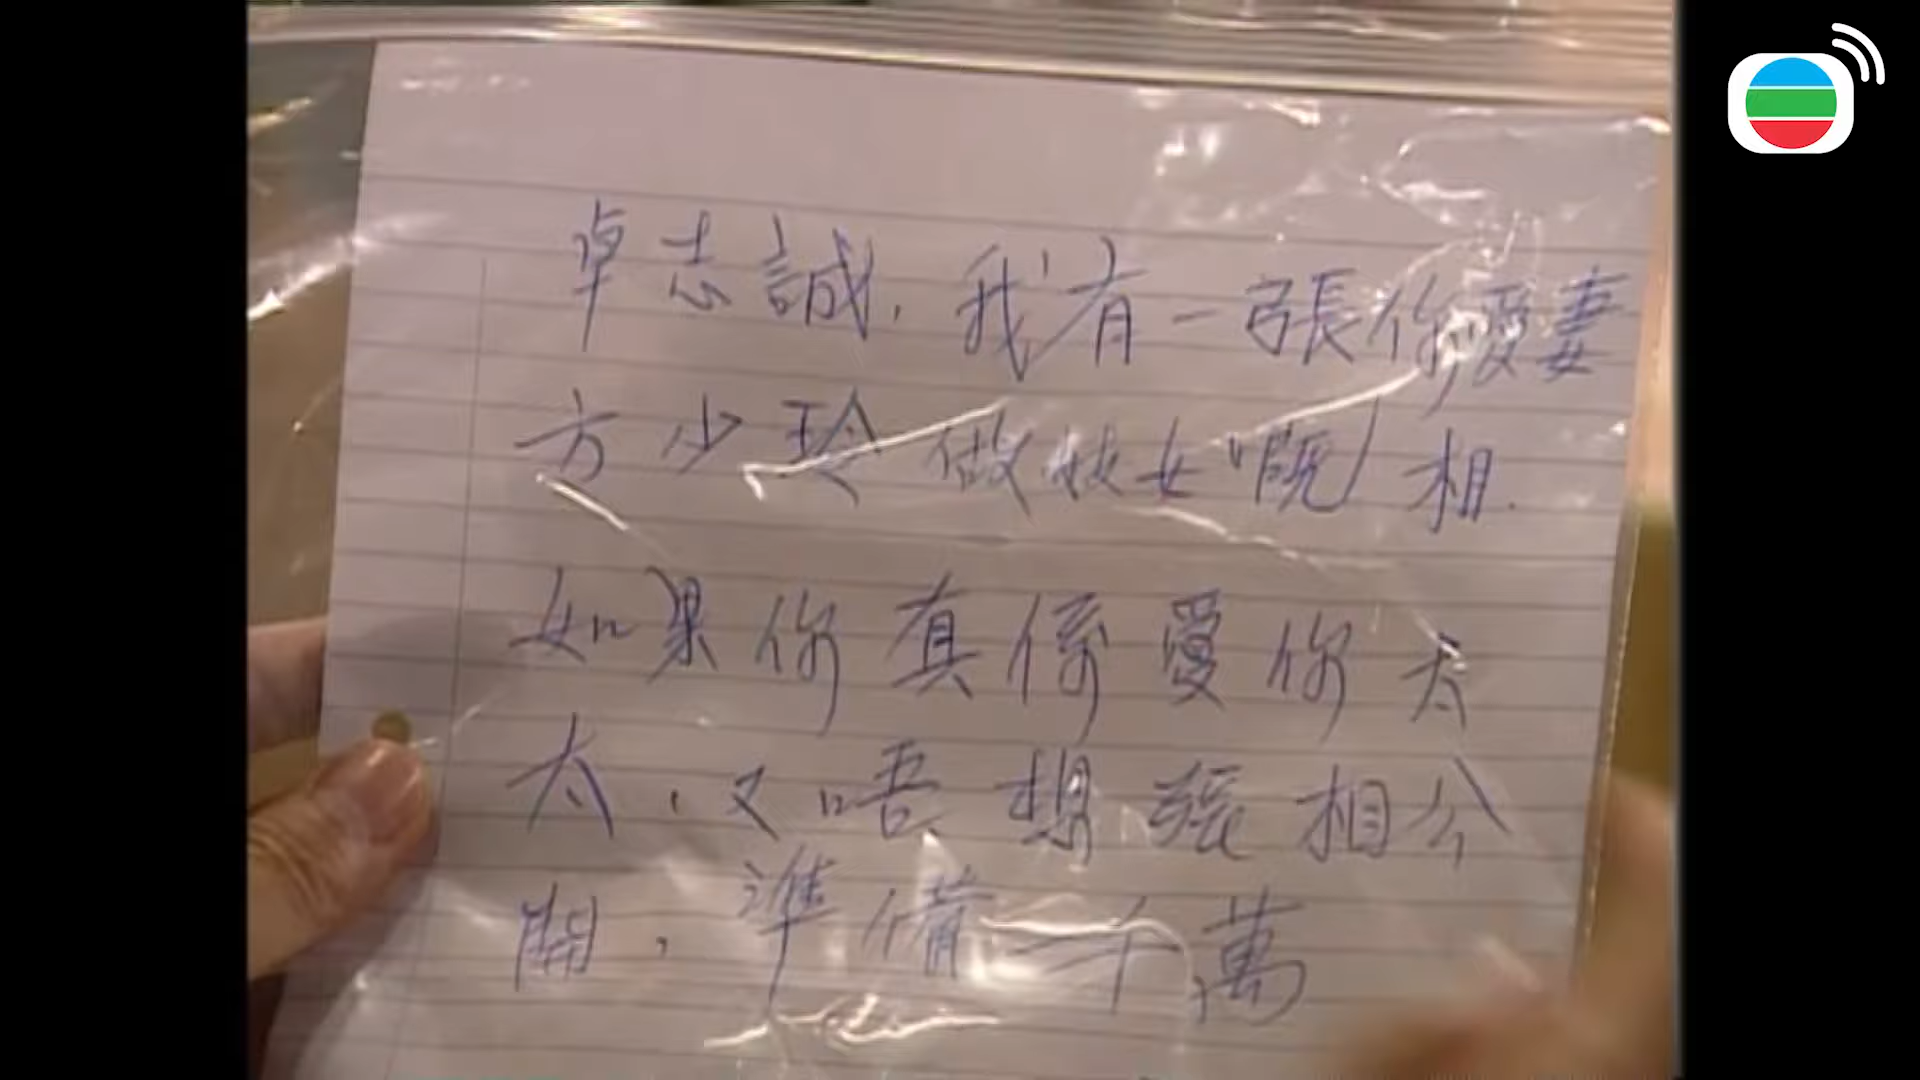 卓志誠，我有一張你愛妻
方少玲做妓女嘅相．
如果你真係愛你太
太，又唔想張相公
開，準備二千萬